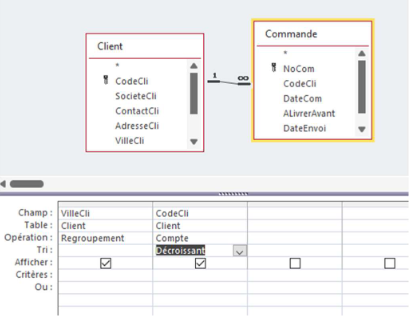 Client
*
CodeCli
SocieteCli
ContactCli
AdresseCli
VilleCli
1
∞
Commande
*
NoCom
CodeCli
DateCom
ALivrerAvant
DateEnvoi
Champ : VilleCli CodeCli
Table : Client Client
Opération : Regroupement Compte
Tri : Décroissant
Afficher :
Critères :
Ou :